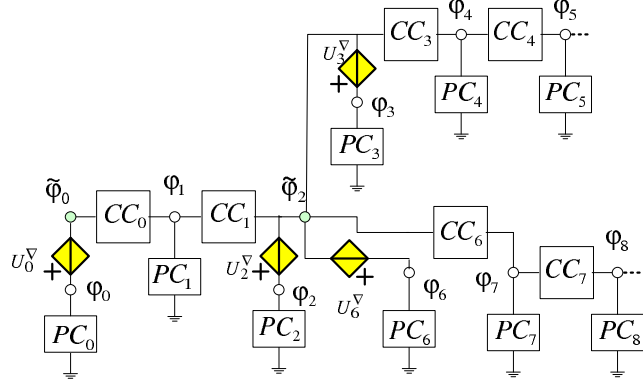 φ₄ φ₅
CC₃ CC₄
U₃^∇
+ φ₃ PC₄ PC₅
PC₃
φ̃₀ φ₁ φ̃₂
CC₀ CC₁ CC₆
U₀^∇ + PC₁ U₂^∇ + + φ₈
φ₀ φ₂ U₆^∇ φ₆ φ₇ CC₇
PC₀ PC₂ PC₆ PC₇ PC₈